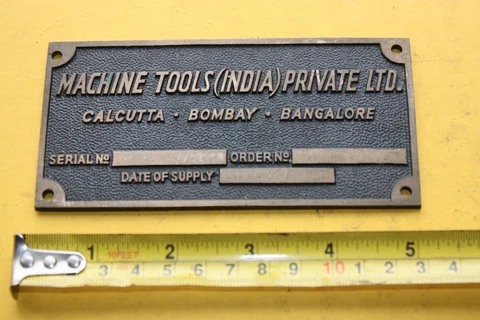 MACHINE TOOLS (INDIA) PRIVATE LTD.
CALCUTTA · BOMBAY · BANGALORE
SERIAL No ORDER No.
DATE OF SUPPLY
1 2 3 4 5
10FEET
3 4 5 6 7 8 9 10 1 2 3 4